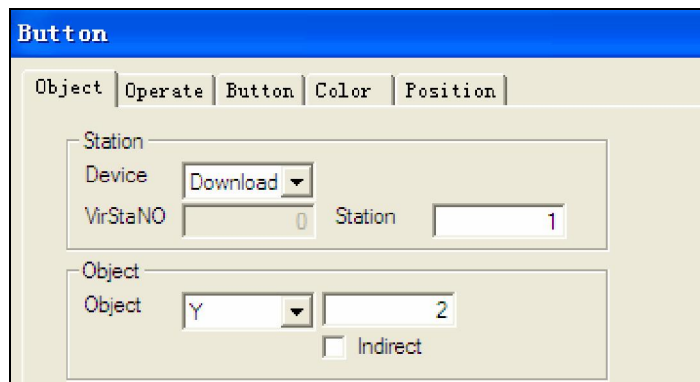 Button
Object Operate Button Color Position
Station
Device Download
VirStaNO 0 Station 1
Object
Object Y 2
Indirect